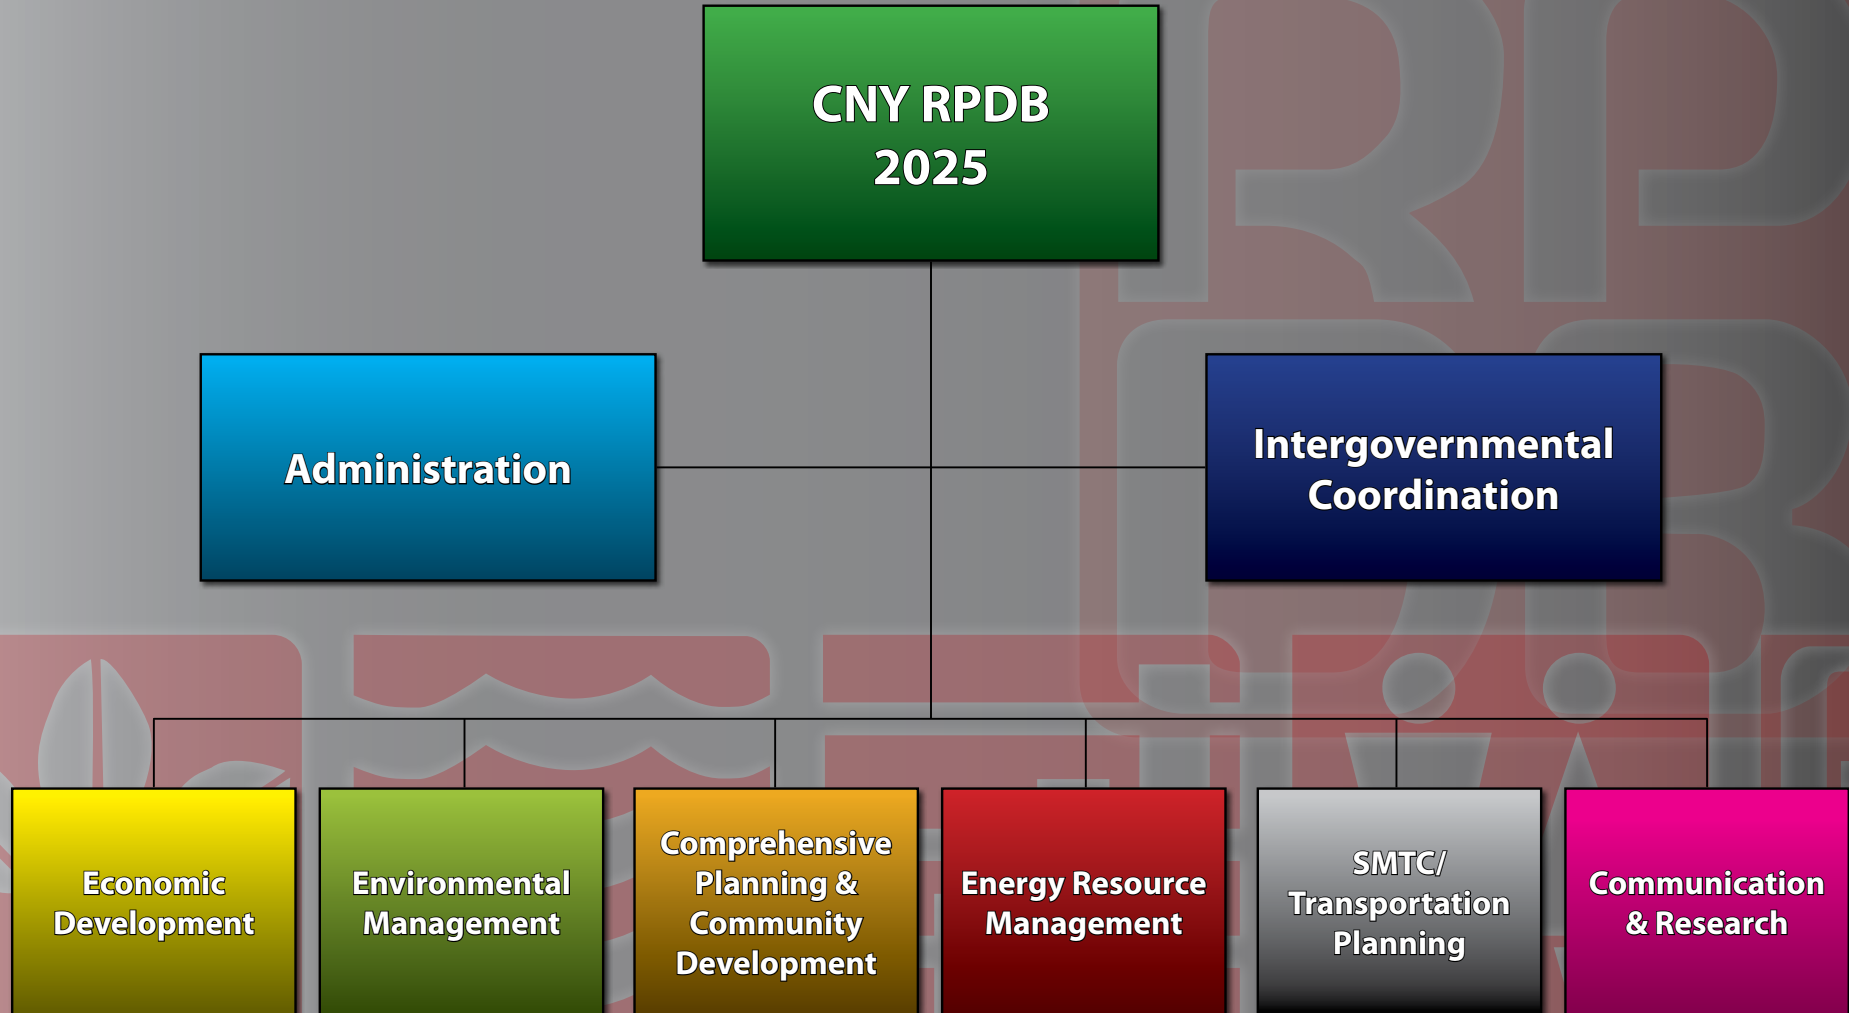 CNY RPDB
2025
Administration
Intergovernmental
Coordination
Economic
Development
Environmental
Management
Comprehensive
Planning &
Community
Development
Energy Resource
Management
SMTC/
Transportation
Planning
Communication
& Research